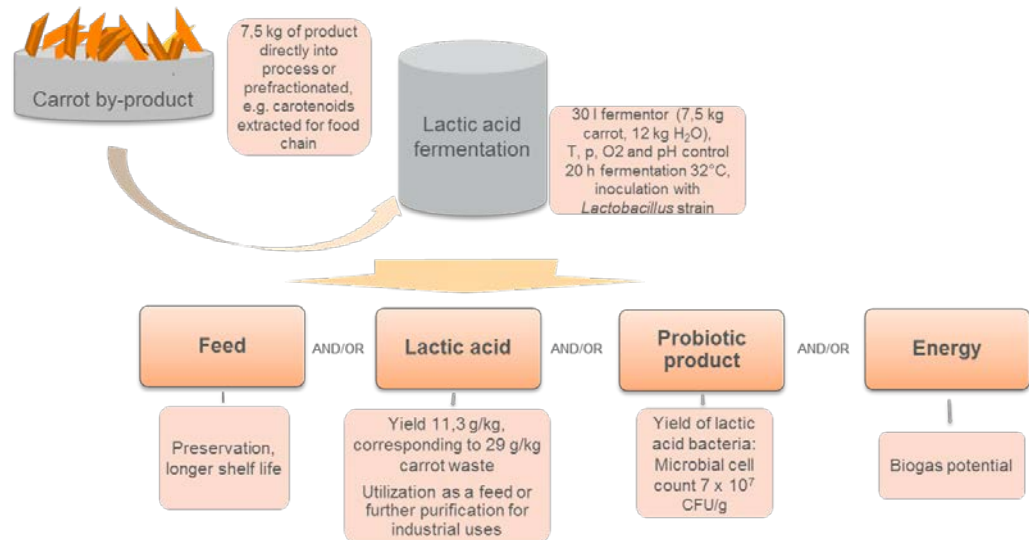 7,5 kg of product
directly into
process or
prefractionated,
e.g. carotenoids
extracted for food
chain
Carrot by-product
Lactic acid
fermentation
30 l fermentor (7,5 kg
carrot, 12 kg H₂O),
T, p, O2 and pH control
20 h fermentation 32°C,
inoculation with
Lactobacillus strain
Feed
AND/OR
Lactic acid
AND/OR
Probiotic
product
AND/OR
Energy
Preservation,
longer shelf life
Yield 11,3 g/kg,
corresponding to 29 g/kg
carrot waste
Utilization as a feed or
further purification for
industrial uses
Yield of lactic
acid bacteria:
Microbial cell
count 7 x 10⁷
CFU/g
Biogas potential